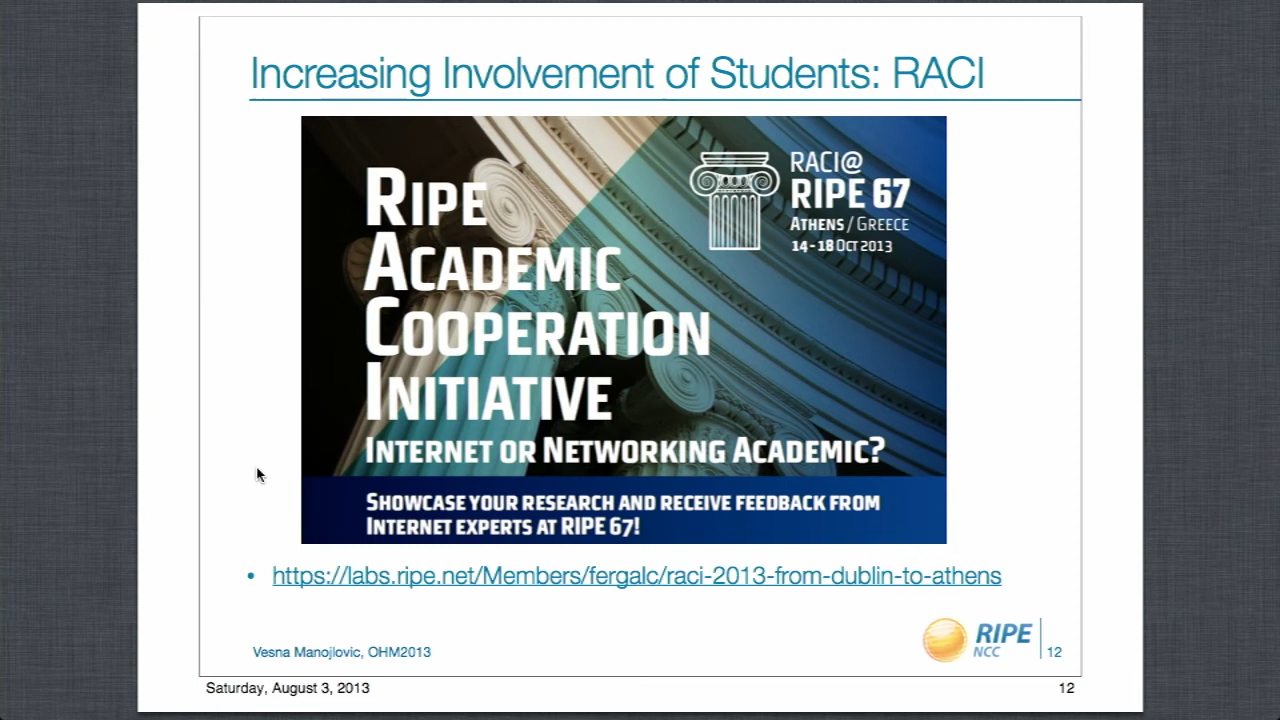 Increasing Involvement of Students: RACI
RIPE
ACADEMIC
COOPERATION
INITIATIVE
INTERNET OR NETWORKING ACADEMIC?
RACI@
RIPE 67
ATHENS / GREECE
14-18 OCT 2013
SHOWCASE YOUR RESEARCH AND RECEIVE FEEDBACK FROM
INTERNET EXPERTS AT RIPE 67!
• https://labs.ripe.net/Members/fergalc/raci-2013-from-dublin-to-athens
Vesna Manojlovic, OHM2013
RIPE
NCC
12
Saturday, August 3, 2013
12